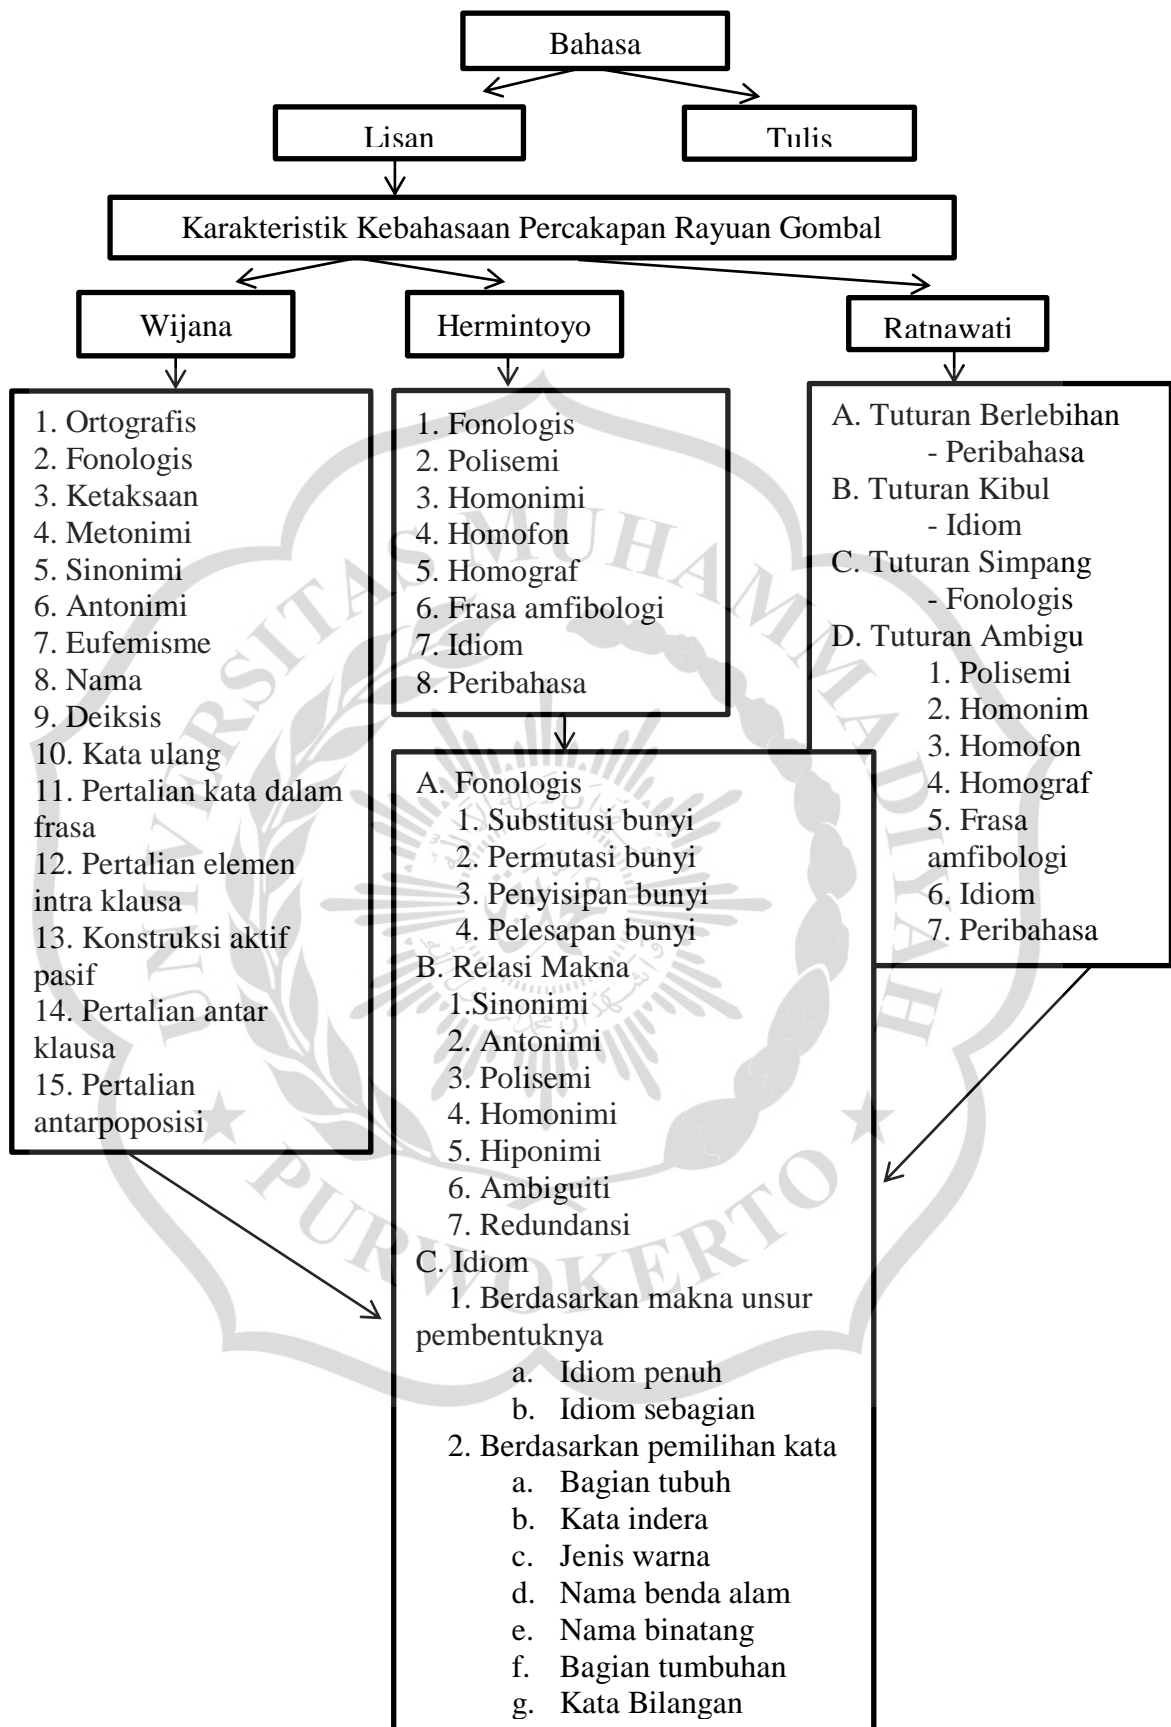 Bahasa
Lisan
Tulis
Karakteristik Kebahasaan Percakapan Rayuan Gombal
Wijana
Hermintoyo
Ratnawati
1. Ortografis
2. Fonologis
3. Ketaksaan
4. Metonimi
5. Sinonimi
6. Antonimi
7. Eufemisme
8. Nama
9. Deiksis
10. Kata ulang
11. Pertalian kata dalam
frasa
12. Pertalian elemen
intra klausa
13. Konstruksi aktif
pasif
14. Pertalian antar
klausa
15. Pertalian
antarpoposisi
1. Fonologis
2. Polisemi
3. Homonimi
4. Homofon
5. Homograf
6. Frasa amfibologi
7. Idiom
8. Peribahasa
A. Tuturan Berlebihan
- Peribahasa
B. Tuturan Kibul
- Idiom
C. Tuturan Simpang
- Fonologis
D. Tuturan Ambigu
1. Polisemi
2. Homonim
3. Homofon
4. Homograf
5. Frasa
amfibologi
6. Idiom
7. Peribahasa
A. Fonologis
1. Substitusi bunyi
2. Permutasi bunyi
3. Penyisipan bunyi
4. Pelesapan bunyi
B. Relasi Makna
1.Sinonimi
2. Antonimi
3. Polisemi
4. Homonimi
5. Hiponimi
6. Ambiguiti
7. Redundansi
C. Idiom
1. Berdasarkan makna unsur
pembentuknya
a. Idiom penuh
b. Idiom sebagian
2. Berdasarkan pemilihan kata
a. Bagian tubuh
b. Kata indera
c. Jenis warna
d. Nama benda alam
e. Nama binatang
f. Bagian tumbuhan
g. Kata Bilangan
UNIVERSITAS MUHAMMADIYAH
PURWOKERTO